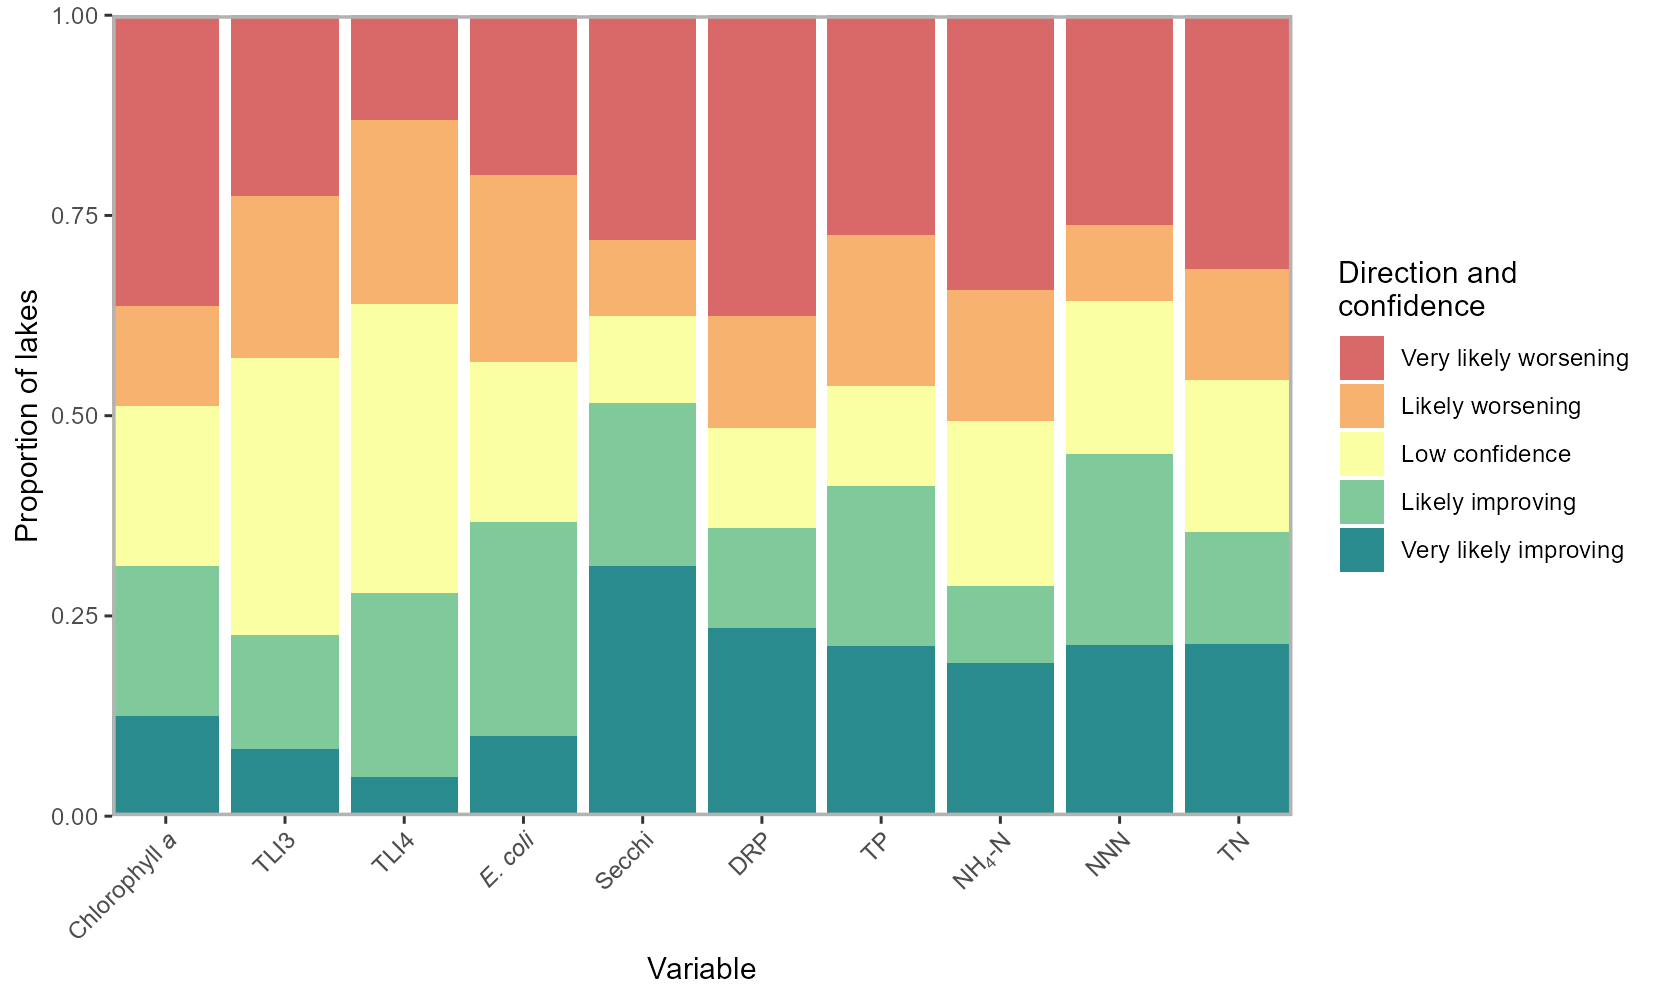 1.00
0.75
0.50
0.25
0.00
Proportion of lakes
Chlorophyll a
TLI3
TLI4
E. coli
Secchi
DRP
TP
NH₄-N
NNN
TN
Variable
Direction and
confidence
Very likely worsening
Likely worsening
Low confidence
Likely improving
Very likely improving